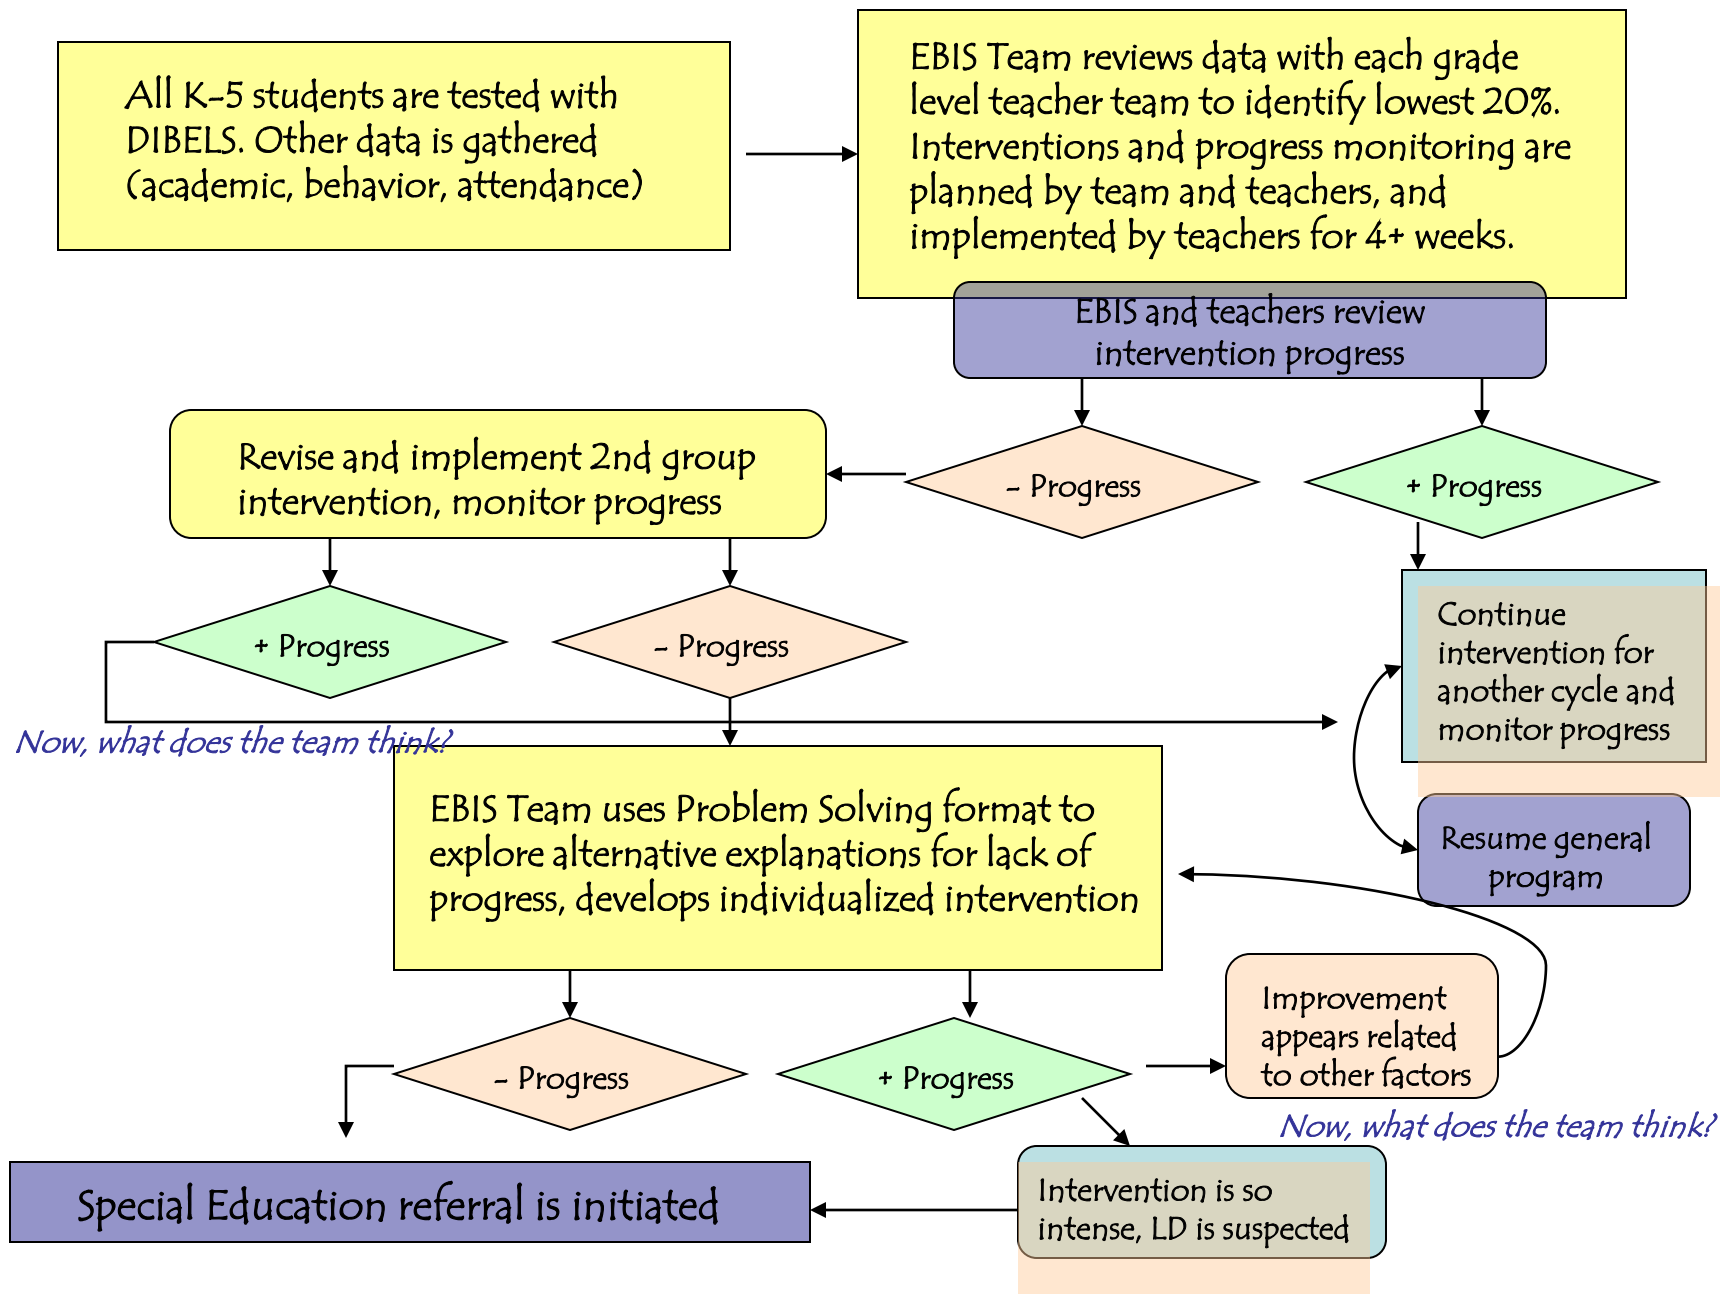 All K-5 students are tested with
DIBELS. Other data is gathered
(academic, behavior, attendance)
EBIS Team reviews data with each grade
level teacher team to identify lowest 20%.
Interventions and progress monitoring are
planned by team and teachers, and
implemented by teachers for 4+ weeks.
EBIS and teachers review
intervention progress
Revise and implement 2nd group
intervention, monitor progress
- Progress
+ Progress
+ Progress
- Progress
Continue
intervention for
another cycle and
monitor progress
Now, what does the team think?
EBIS Team uses Problem Solving format to
explore alternative explanations for lack of
progress, develops individualized intervention
Resume general
program
- Progress
+ Progress
Improvement
appears related
to other factors
Now, what does the team think?
Special Education referral is initiated
Intervention is so
intense, LD is suspected